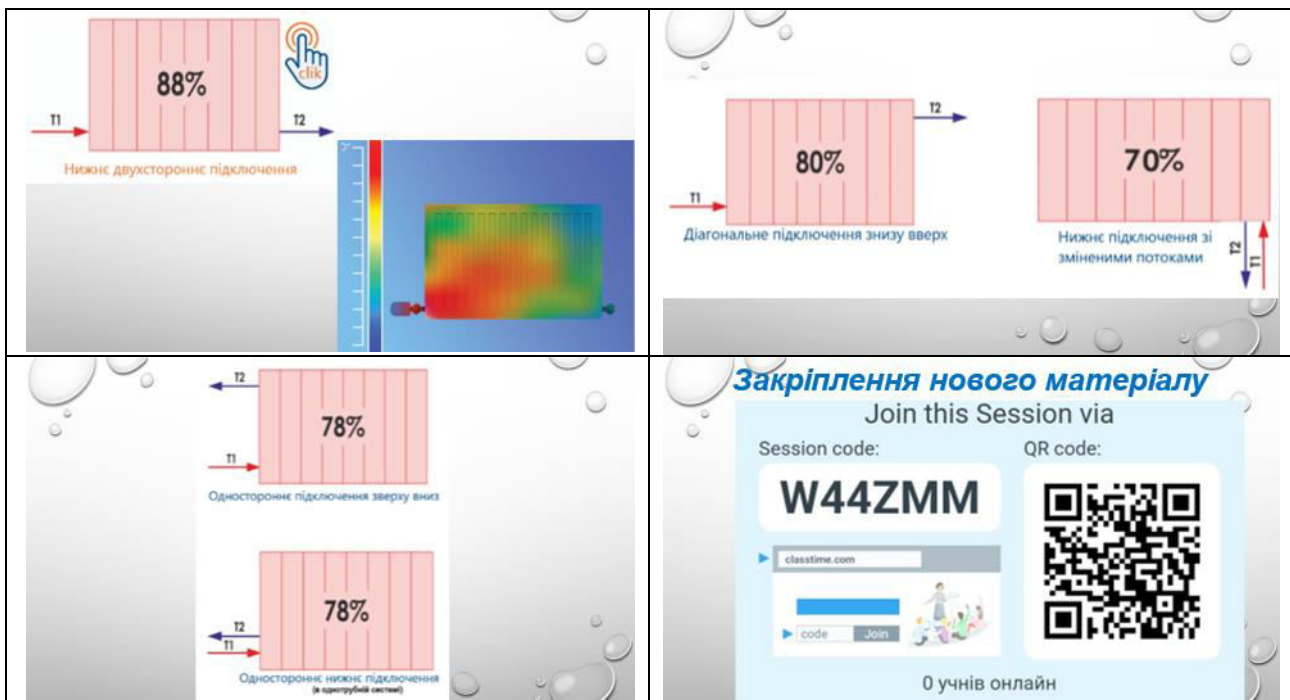 88%
clik
T1
T2
Нижнє двухстороннє підключення
T2
80%
T1
Діагональне підключення знизу вверх
70%
Нижнє підключення зі
зміненими потоками
T2
T1
T2
78%
T1
Одностороннє підключення зверху вниз
78%
T2
T1
Одностороннє нижнє підключення
(в однотрубній системі)
Закріплення нового матеріалу
Join this Session via
Session code:
QR code:
W44ZMM
classtime.com
code
Join
0 учнів онлайн